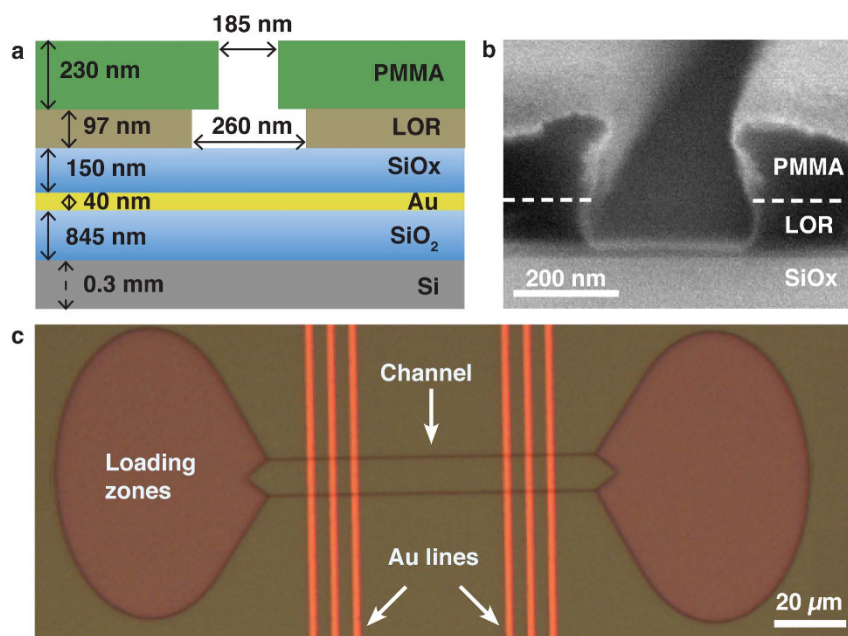 a
185 nm
230 nm
PMMA
97 nm
260 nm
LOR
150 nm
SiOx
40 nm
Au
845 nm
SiO₂
0.3 mm
Si
b
PMMA
LOR
200 nm
SiOx
c
Channel
Loading
zones
Au lines
20 µm